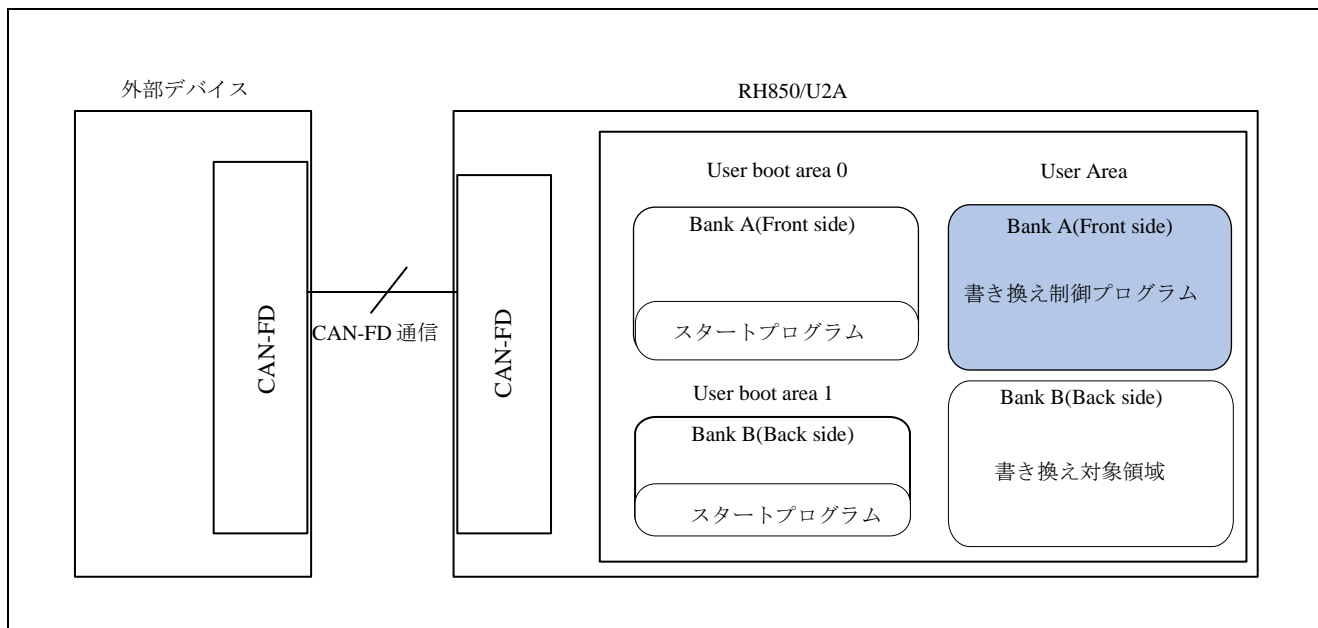 外部デバイス
CAN-FD
CAN-FD 通信
RH850/U2A
CAN-FD
User boot area 0
Bank A(Front side)
スタートプログラム
User boot area 1
Bank B(Back side)
スタートプログラム
User Area
Bank A(Front side)
書き換え制御プログラム
Bank B(Back side)
書き換え対象領域